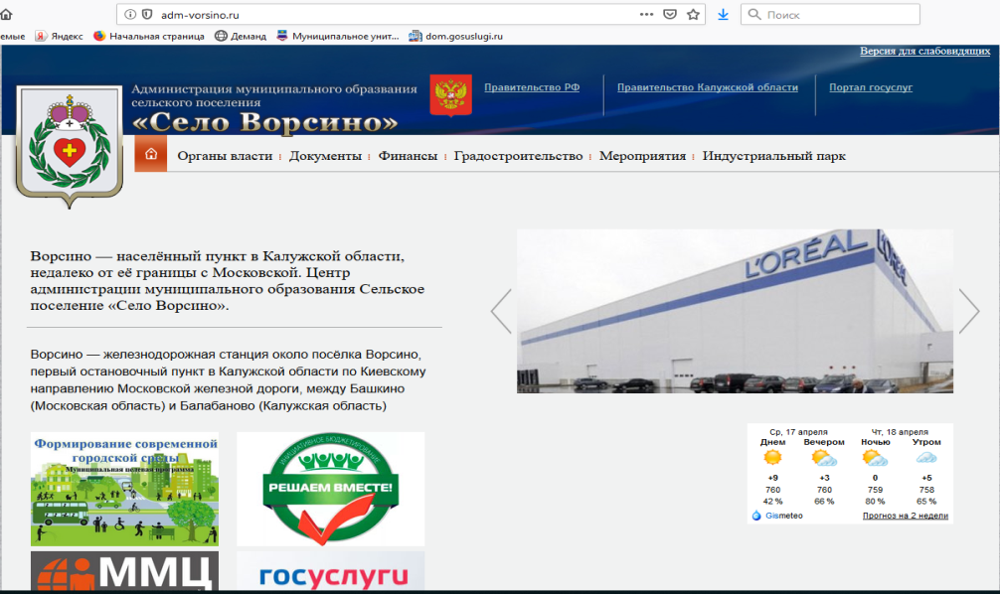 adm-vorsino.ru
Поиск
емые
Яндекс
Начальная страница
Деманд
Муниципальное унит...
dom.gosuslugi.ru
Версия для слабовидящих
Администрация муниципального образвания
сельского поселения
«Село Ворсино»
Правительство РФ
Правительство Калужской области
Портал госуслуг
Органы власти
Документы
Финансы
Градостроительство
Мероприятия
Индустриальный парк
Ворсино — населённый пункт в Калужской области,
недалеко от её границы с Московской. Центр
администрации муниципального образования Сельское
поселение «Село Ворсино».
Ворсино — железнодорожная станция около посёлка Ворсино,
первый остановочный пункт в Калужской области по Киевскому
направлению Московской железной дороги, между Башкино
(Московская область) и Балабаново (Калужская область)
L'ORÉAL
L'ORÉAL
Формирование современной
городской среды
Муниципальная целевая программа
ИНИЦИАТИВНОЕ БЮДЖЕТИРОВАНИЕ
РЕШАЕМ ВМЕСТЕ!
ММЦ
госуслуги
Ср, 17 апреля Чт, 18 апреля
Днем Вечером Ночью Утром
+9 +3 0 +5
760 760 759 758
42 % 66 % 80 % 65 %
Gismeteo Прогноз на 2 недели